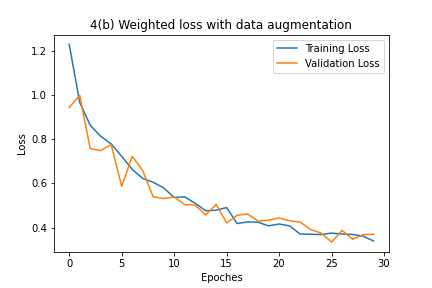 4(b) Weighted loss with data augmentation
Training Loss
Validation Loss
Loss
1.2
1.0
0.8
0.6
0.4
0 5 10 15 20 25 30
Epoches